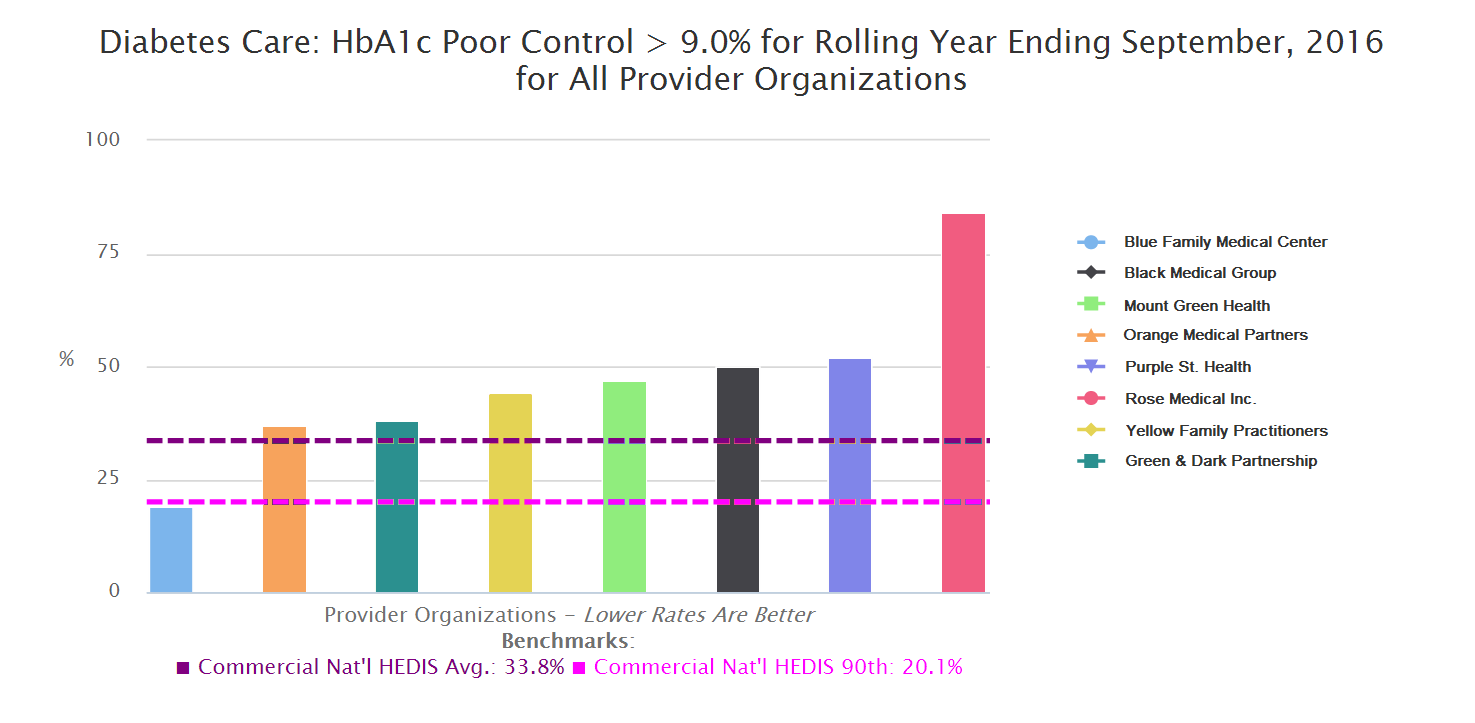 Diabetes Care: HbA1c Poor Control > 9.0% for Rolling Year Ending September, 2016
for All Provider Organizations
100
75
% 50
25
0
Blue Family Medical Center
Black Medical Group
Mount Green Health
Orange Medical Partners
Purple St. Health
Rose Medical Inc.
Yellow Family Practitioners
Green & Dark Partnership
Provider Organizations – Lower Rates Are Better
Benchmarks:
Commercial Nat'l HEDIS Avg.: 33.8% Commercial Nat'l HEDIS 90th: 20.1%